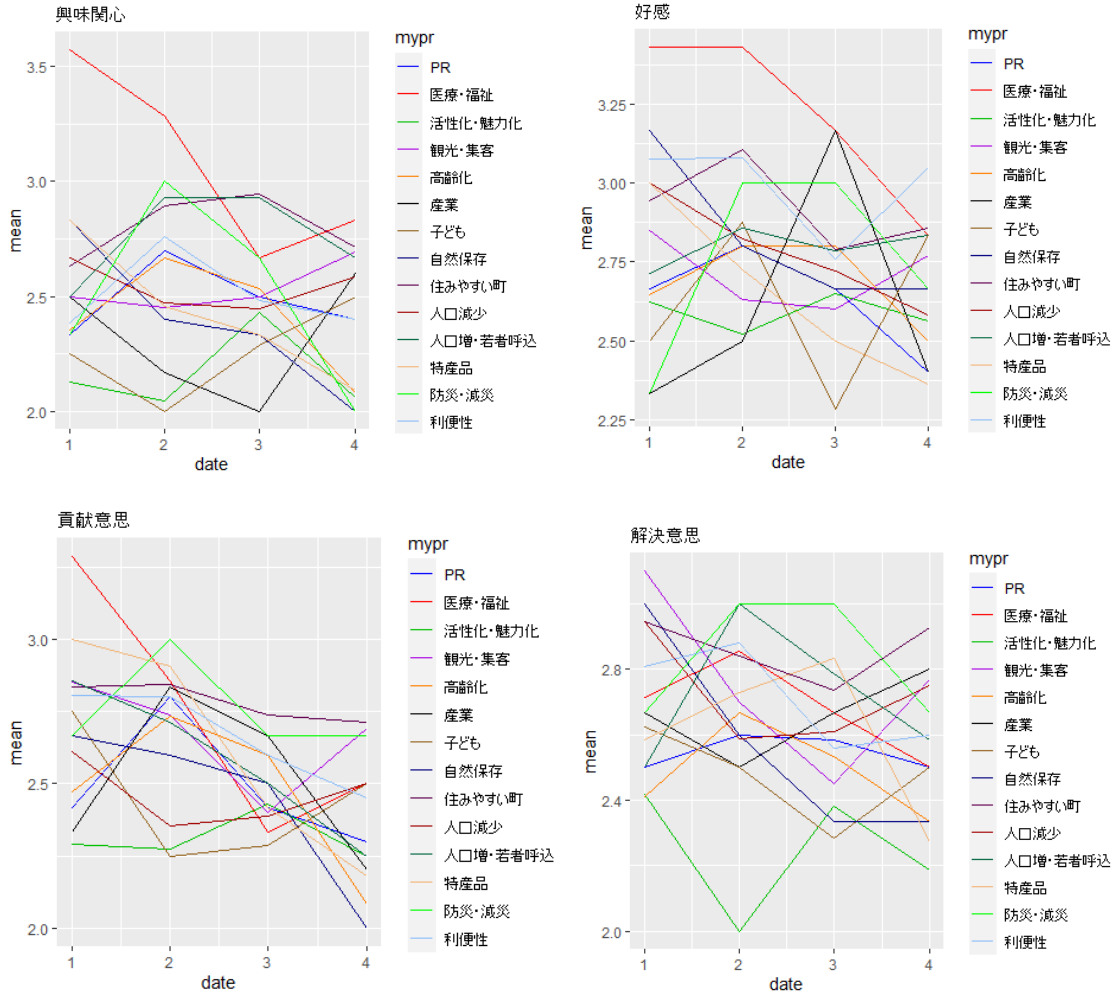 興味関心
mean
3.5
3.0
2.5
2.0
1 2 3 4
date
mypr
PR
医療・福祉
活性化・魅力化
観光・集客
高齢化
産業
子ども
自然保存
住みやすい町
人口減少
人口増・若者呼込
特産品
防災・減災
利便性
好感
mean
3.25
3.00
2.75
2.50
2.25
1 2 3 4
date
mypr
PR
医療・福祉
活性化・魅力化
観光・集客
高齢化
産業
子ども
自然保存
住みやすい町
人口減少
人口増・若者呼込
特産品
防災・減災
利便性
貢献意思
mean
3.0
2.5
2.0
1 2 3 4
date
mypr
PR
医療・福祉
活性化・魅力化
観光・集客
高齢化
産業
子ども
自然保存
住みやすい町
人口減少
人口増・若者呼込
特産品
防災・減災
利便性
解決意思
mean
2.8
2.4
2.0
1 2 3 4
date
mypr
PR
医療・福祉
活性化・魅力化
観光・集客
高齢化
産業
子ども
自然保存
住みやすい町
人口減少
人口増・若者呼込
特産品
防災・減災
利便性